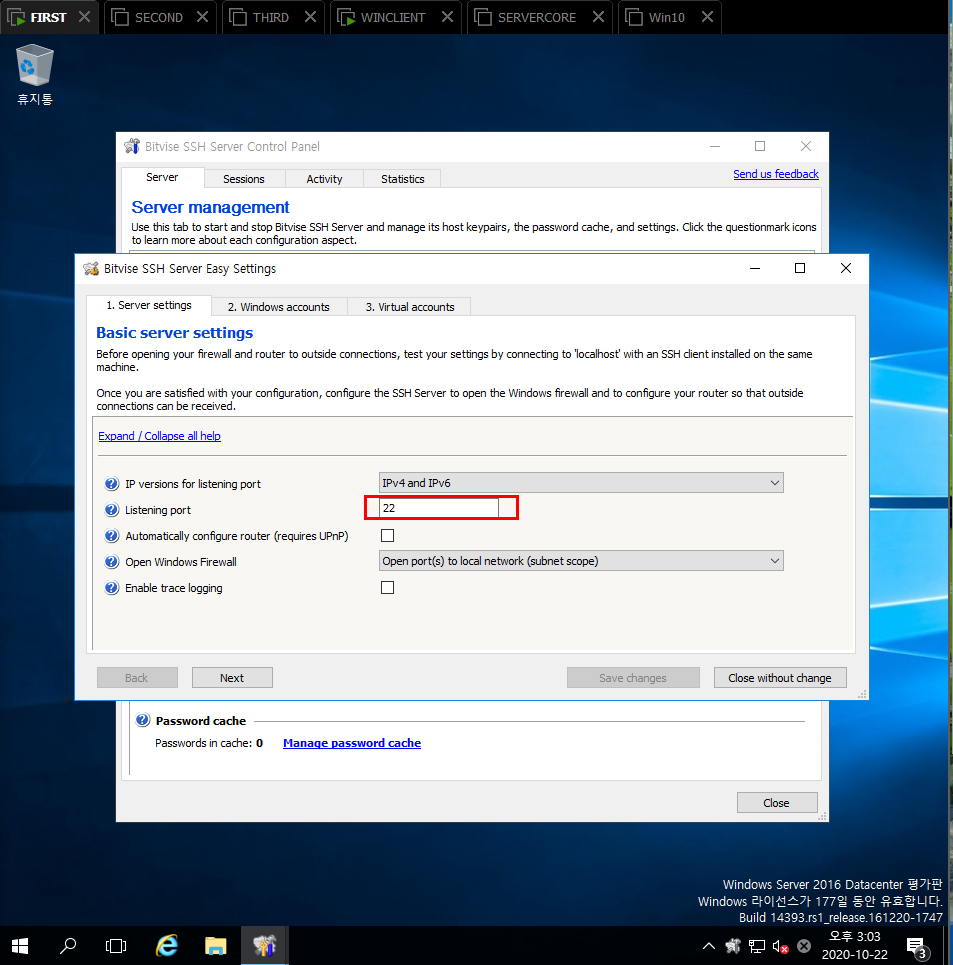 FIRST
SECOND
THIRD
WINCLIENT
SERVERCORE
Win10
휴지통
Bitvise SSH Server Control Panel
Server
Sessions
Activity
Statistics
Send us feedback
Server management
Use this tab to start and stop Bitvise SSH Server and manage its host keypairs, the password cache, and settings. Click the questionmark icons
to learn more about each configuration aspect.
Bitvise SSH Server Easy Settings
1. Server settings
2. Windows accounts
3. Virtual accounts
Basic server settings
Before opening your firewall and router to outside connections, test your settings by connecting to 'localhost' with an SSH client installed on the same
machine.
Once you are satisfied with your configuration, configure the SSH Server to open the Windows firewall and to configure your router so that outside
connections can be received.
Expand / Collapse all help
IP versions for listening port
IPv4 and IPv6
Listening port
22
Automatically configure router (requires UPnP)
Open Windows Firewall
Open port(s) to local network (subnet scope)
Enable trace logging
Back
Next
Save changes
Close without change
Password cache
Passwords in cache: 0
Manage password cache
Close
Windows Server 2016 Datacenter 평가판
Windows 라이선스가 177일 동안 유효합니다.
Build 14393.rs1_release.161220-1747
오후 3:03
2020-10-22
3